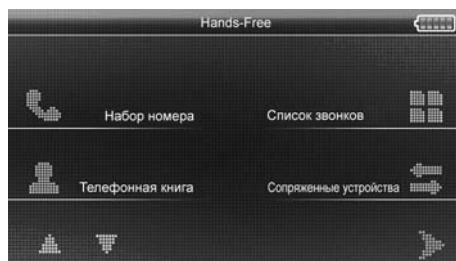 Hands-Free
Набор номера
Список звонков
Телефонная книга
Сопряженные устройства